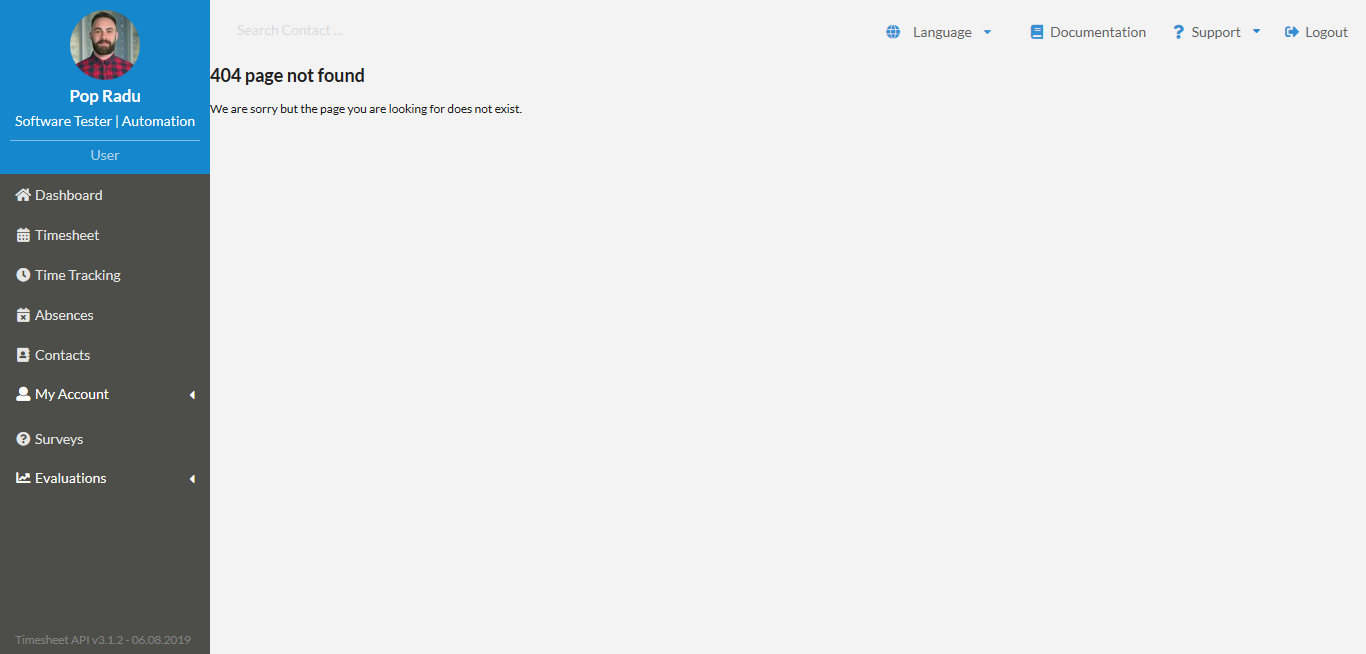 Pop Radu
Software Tester | Automation
User
Dashboard
Timesheet
Time Tracking
Absences
Contacts
My Account
Surveys
Evaluations
Timesheet API v3.1.2 - 06.08.2019
Search Contact ...
Language
Documentation
Support
Logout
404 page not found
We are sorry but the page you are looking for does not exist.